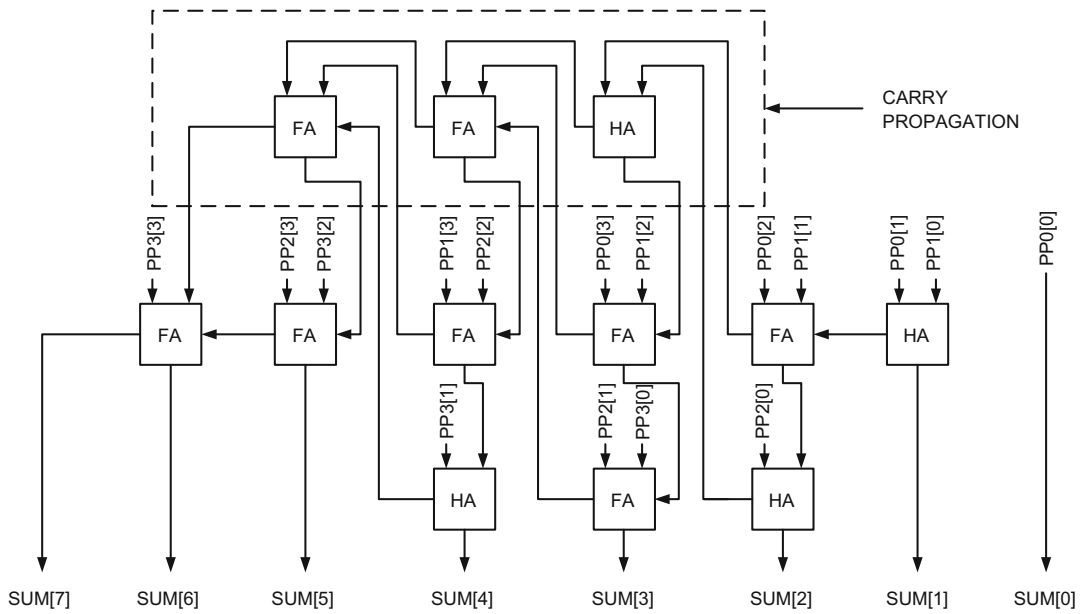 FA
FA
HA
CARRY
PROPAGATION
PP3[3]
PP2[3]
PP3[2]
PP1[3]
PP2[2]
PP0[3]
PP1[2]
PP0[2]
PP1[1]
PP0[1]
PP1[0]
PP0[0]
FA
FA
FA
FA
FA
HA
PP3[1]
PP2[1]
PP3[0]
PP2[0]
HA
FA
HA
SUM[7]
SUM[6]
SUM[5]
SUM[4]
SUM[3]
SUM[2]
SUM[1]
SUM[0]